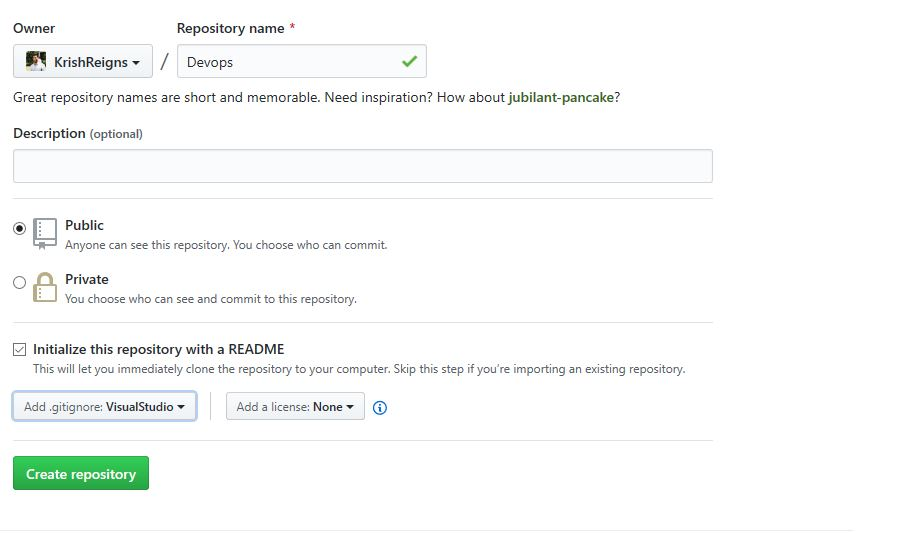 Owner Repository name *
KrishReigns / Devops
Great repository names are short and memorable. Need inspiration? How about jubilant-pancake?
Description (optional)
Public
Anyone can see this repository. You choose who can commit.
Private
You choose who can see and commit to this repository.
Initialize this repository with a README
This will let you immediately clone the repository to your computer. Skip this step if you’re importing an existing repository.
Add .gitignore: VisualStudio Add a license: None
Create repository